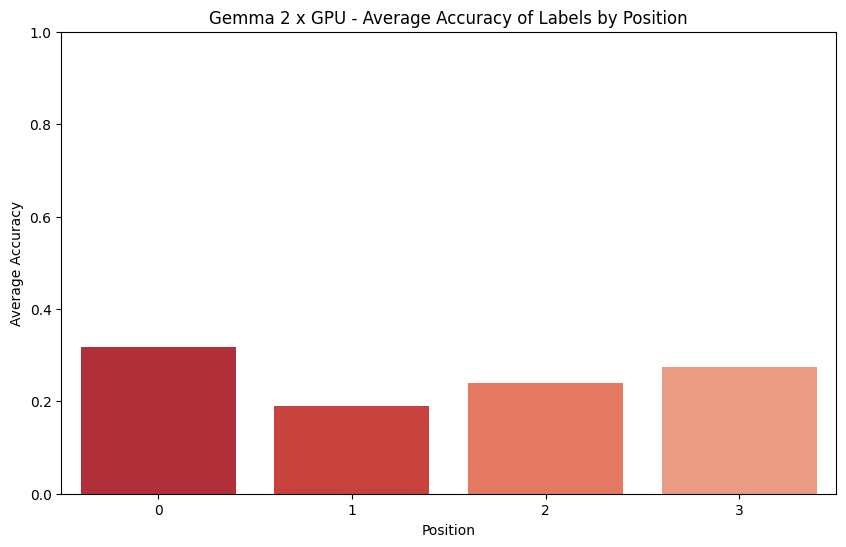 Gemma 2 x GPU - Average Accuracy of Labels by Position
1.0
0.8
0.6
0.4
0.2
0.0
Average Accuracy
0 1 2 3
Position